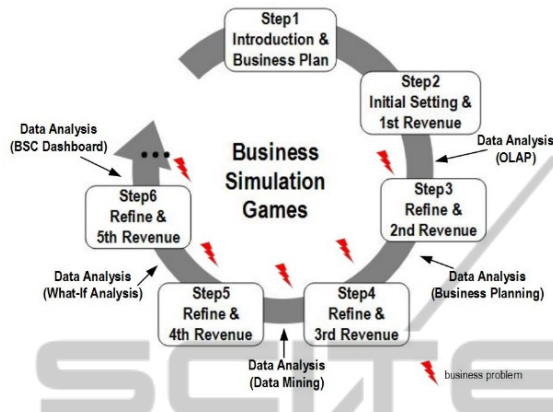 Step1
Introduction &
Business Plan
Step2
Initial Setting &
1st Revenue
Data Analysis
(OLAP)
Step3
Refine &
2nd Revenue
Data Analysis
(Business Planning)
Step4
Refine &
3rd Revenue
Data Analysis
(Data Mining)
Step5
Refine &
4th Revenue
Data Analysis
(What-If Analysis)
Step6
Refine &
5th Revenue
Data Analysis
(BSC Dashboard)
...
Business
Simulation
Games
business problem
SCITE